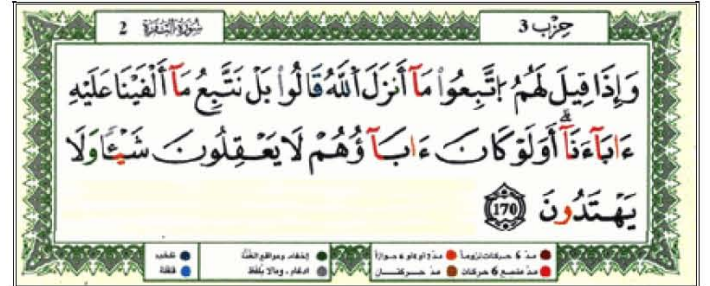 حِزْب 3
سُورَةُ البَقَرَةِ 2
وَإِذَا قِيلَ لَهُمُ اتَّبِعُواْ مَآ أَنزَلَ اللَّهُ قَالُواْ بَلْ نَتَّبِعُ مَآ أَلْفَيْنَا عَلَيْهِ
ءَابَآءَنَآ أَوَلَوْ كَانَ ءَابَآؤُهُمْ لَا يَعْقِلُونَ شَيْـًٔا وَلَا
يَهْتَدُونَ 170
مدّ 6 حركات لزوماً مدّ 2 أو 4 أو 6 جوازاً إخفاء، ومواقع الغنّة تفخيم
مدّ مشبع 6 حركات مدّ حركتان إدغام، وما لا يُلفظ قلقلة